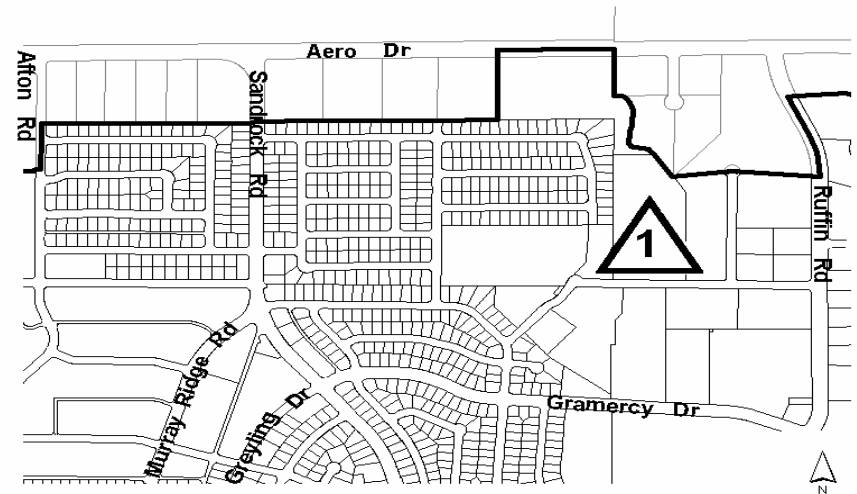 Aero Dr
Afton Rd
Sandrock Rd
Ruffin Rd
1
Murray Ridge Rd
Greyling Dr
Gramercy Dr
N